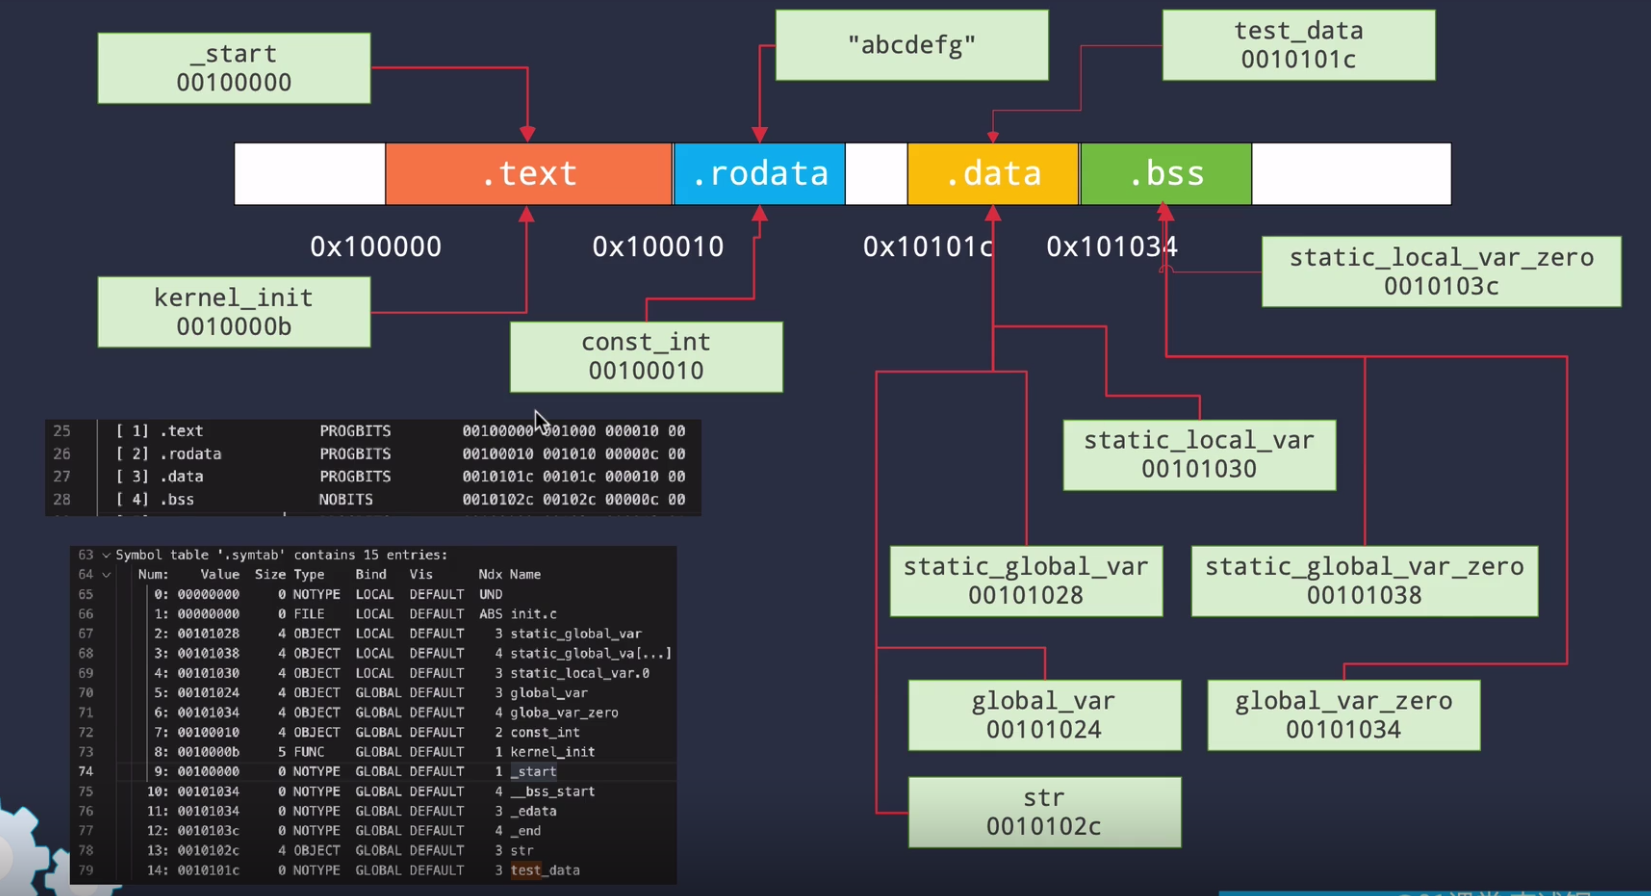 _start
00100000
"abcdefg"
test_data
0010101c
.text
.rodata
.data
.bss
0x100000
0x100010
0x10101c
0x101034
static_local_var_zero
0010103c
kernel_init
0010000b
const_int
00100010
25 [ 1] .text PROGBITS 00100000 001000 000010 00
26 [ 2] .rodata PROGBITS 00100010 001010 00000c 00
27 [ 3] .data PROGBITS 0010101c 00101c 000010 00
28 [ 4] .bss NOBITS 0010102c 00102c 00000c 00
static_local_var
00101030
static_global_var
00101028
static_global_var_zero
00101038
global_var
00101024
global_var_zero
00101034
str
0010102c
63 Symbol table '.symtab' contains 15 entries:
64 Num: Value Size Type Bind Vis Ndx Name
65 0: 00000000 0 NOTYPE LOCAL DEFAULT UND
66 1: 00000000 0 FILE LOCAL DEFAULT ABS init.c
67 2: 00101028 4 OBJECT LOCAL DEFAULT 3 static_global_var
68 3: 00101038 4 OBJECT LOCAL DEFAULT 4 static_global_va[...]
69 4: 00101030 4 OBJECT LOCAL DEFAULT 3 static_local_var.0
70 5: 00101024 4 OBJECT GLOBAL DEFAULT 3 global_var
71 6: 00101034 4 OBJECT GLOBAL DEFAULT 4 globa_var_zero
72 7: 00100010 4 OBJECT GLOBAL DEFAULT 2 const_int
73 8: 0010000b 5 FUNC GLOBAL DEFAULT 1 kernel_init
74 9: 00100000 0 NOTYPE GLOBAL DEFAULT 1 _start
75 10: 00101034 0 NOTYPE GLOBAL DEFAULT 4 __bss_start
76 11: 00101034 0 NOTYPE GLOBAL DEFAULT 3 _edata
77 12: 0010103c 0 NOTYPE GLOBAL DEFAULT 4 _end
78 13: 0010102c 4 OBJECT GLOBAL DEFAULT 3 str
79 14: 0010101c 0 NOTYPE GLOBAL DEFAULT 3 test_data